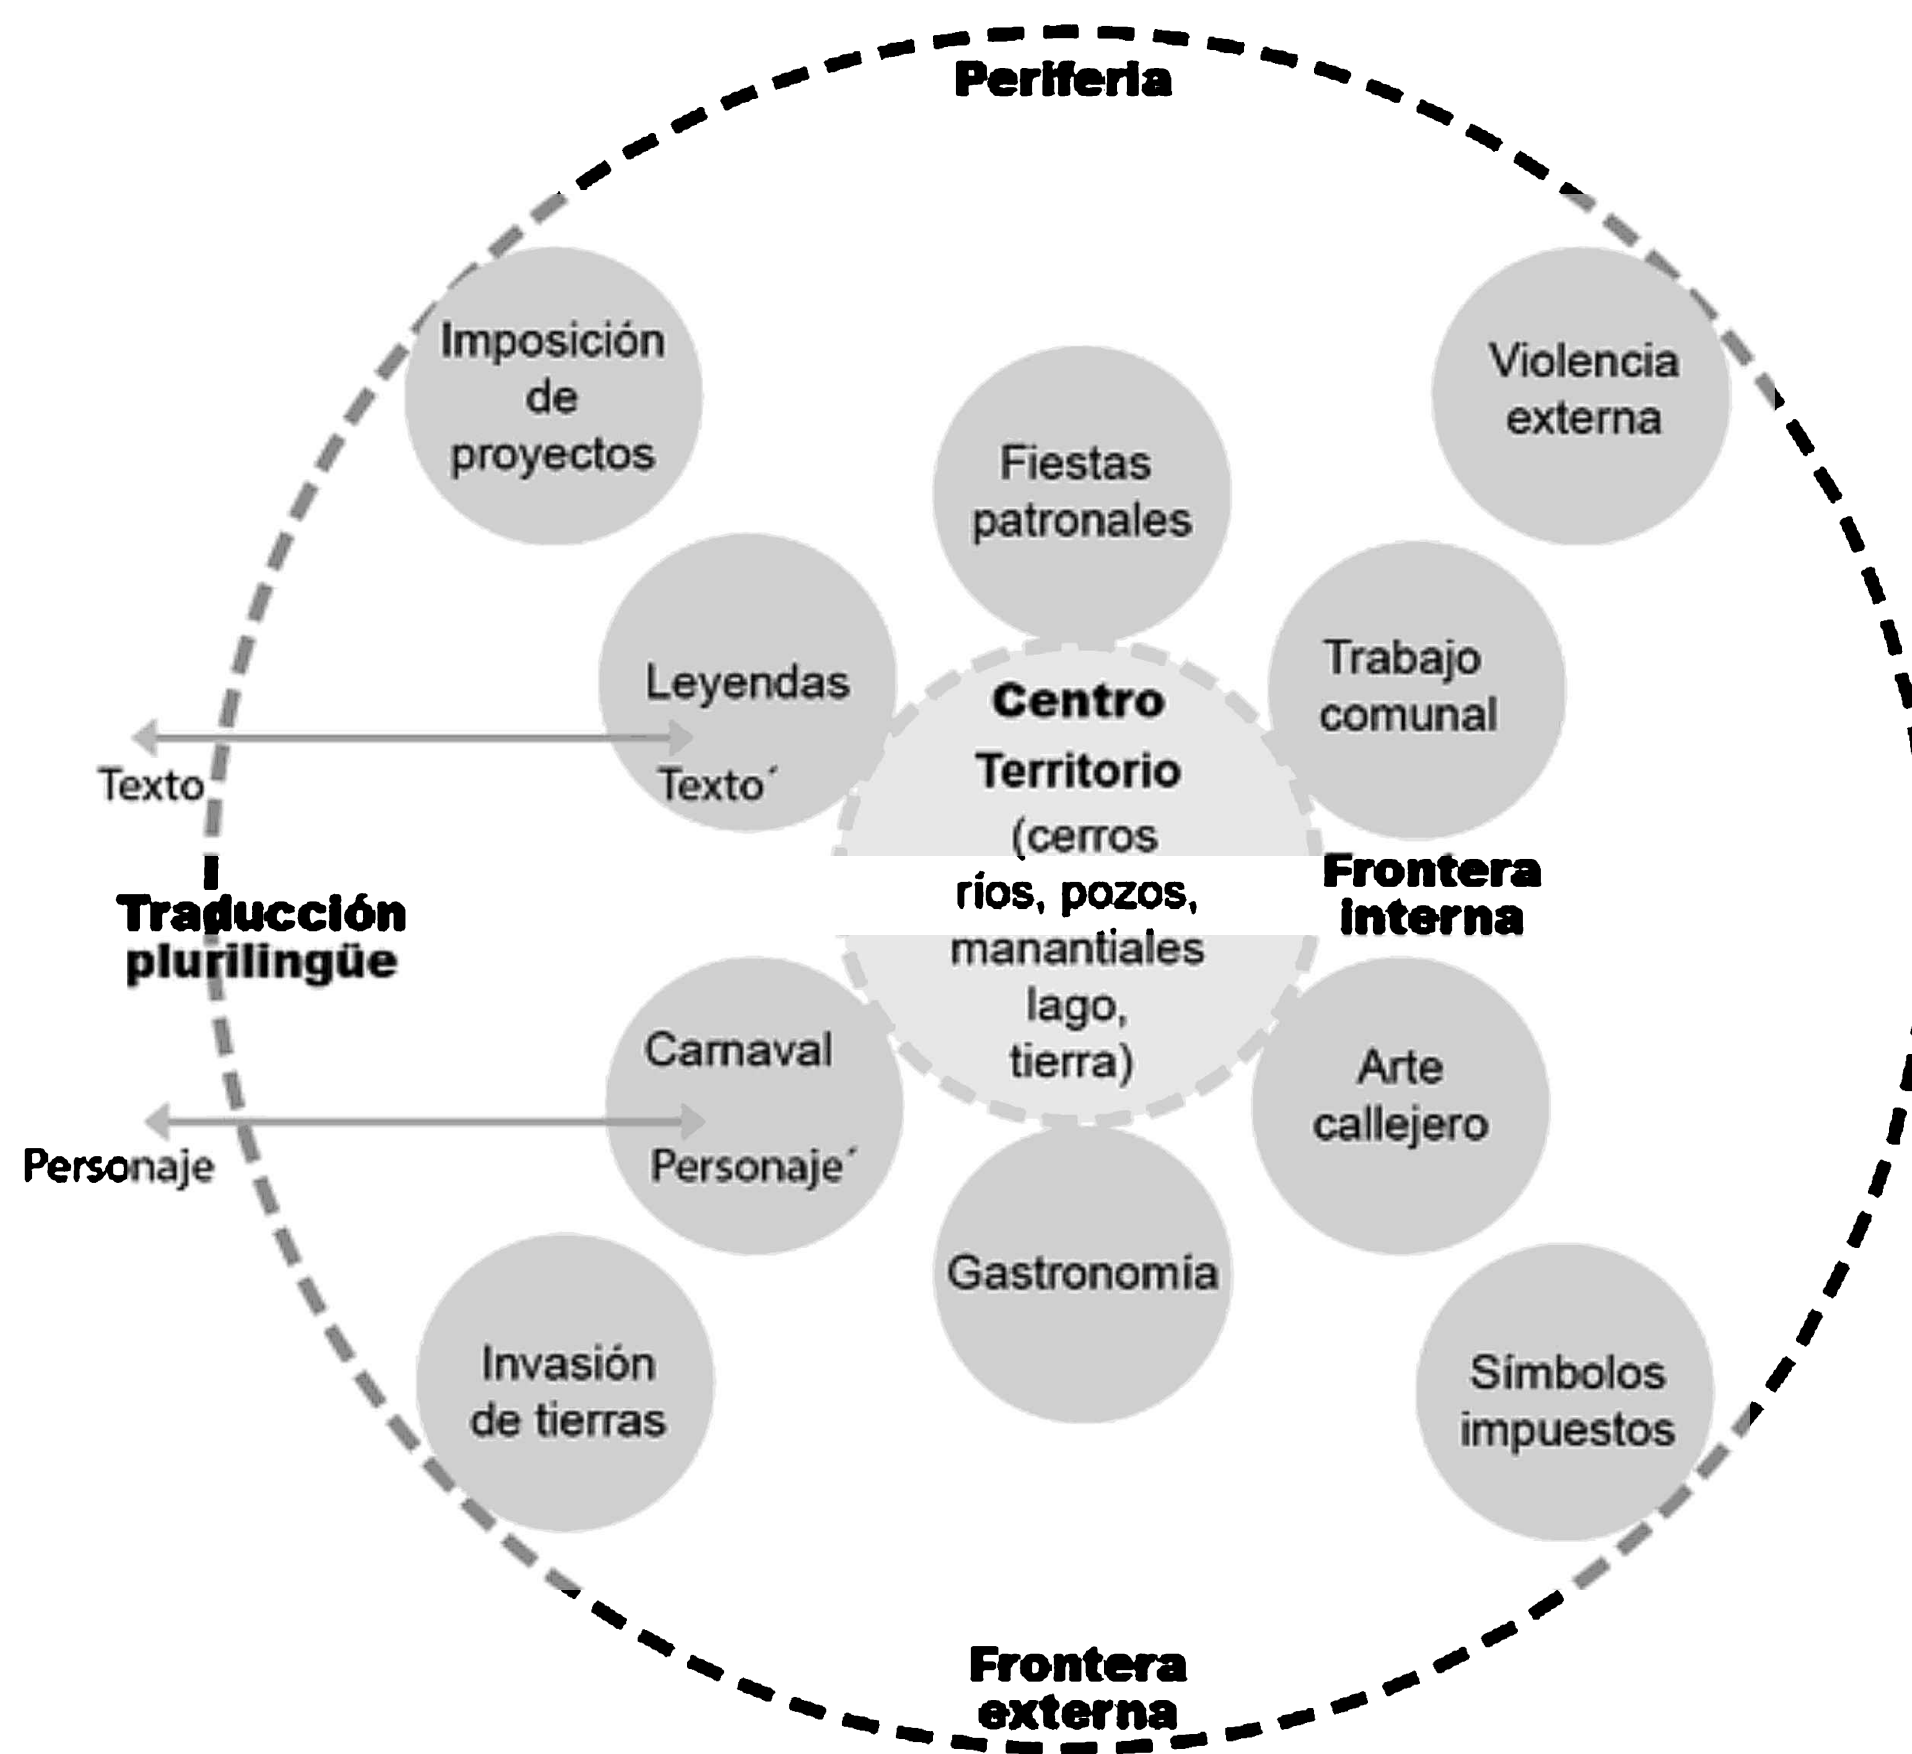 Periferia
Imposición
de
proyectos
Violencia
externa
Fiestas
patronales
Leyendas
Texto
Texto´
Centro
Territorio
(cerros
ríos, pozos,
manantiales
lago,
tierra)
Trabajo
comunal
Frontera
interna
Traducción
plurilingüe
Carnaval
Personaje
Personaje´
Arte
callejero
Gastronomía
Invasión
de tierras
Símbolos
impuestos
Frontera
externa